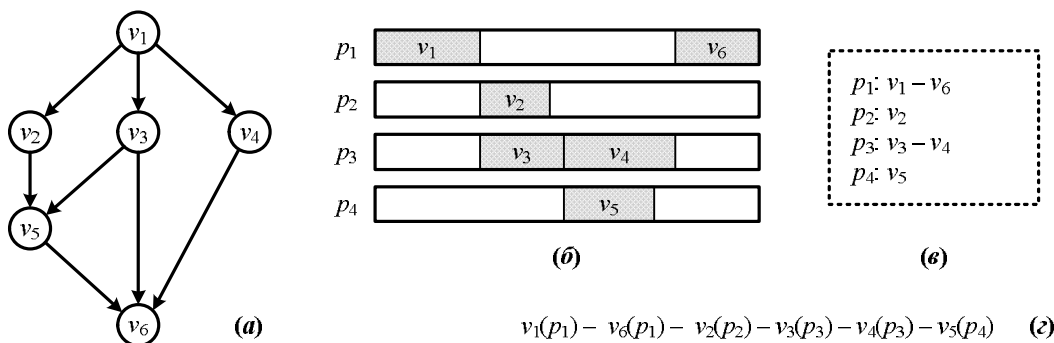 v1
v2
v3
v4
v5
v6
(а)
p1
v1
v6
p2
v2
p3
v3
v4
p4
v5
(б)
p1: v1 – v6
p2: v2
p3: v3 – v4
p4: v5
(в)
v1(p1) – v6(p1) – v2(p2) – v3(p3) – v4(p3) – v5(p4)
(г)